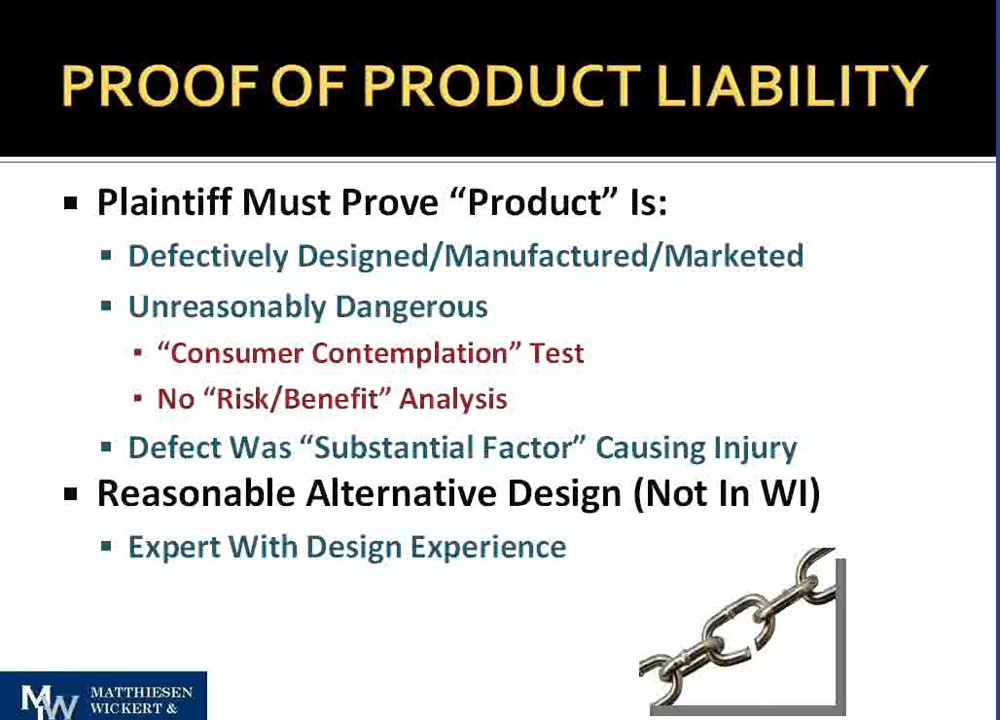 PROOF OF PRODUCT LIABILITY
Plaintiff Must Prove “Product” Is:
Defectively Designed/Manufactured/Marketed
Unreasonably Dangerous
“Consumer Contemplation” Test
No “Risk/Benefit” Analysis
Defect Was “Substantial Factor” Causing Injury
Reasonable Alternative Design (Not In WI)
Expert With Design Experience
MW
MATTHIESEN
WICKERT &